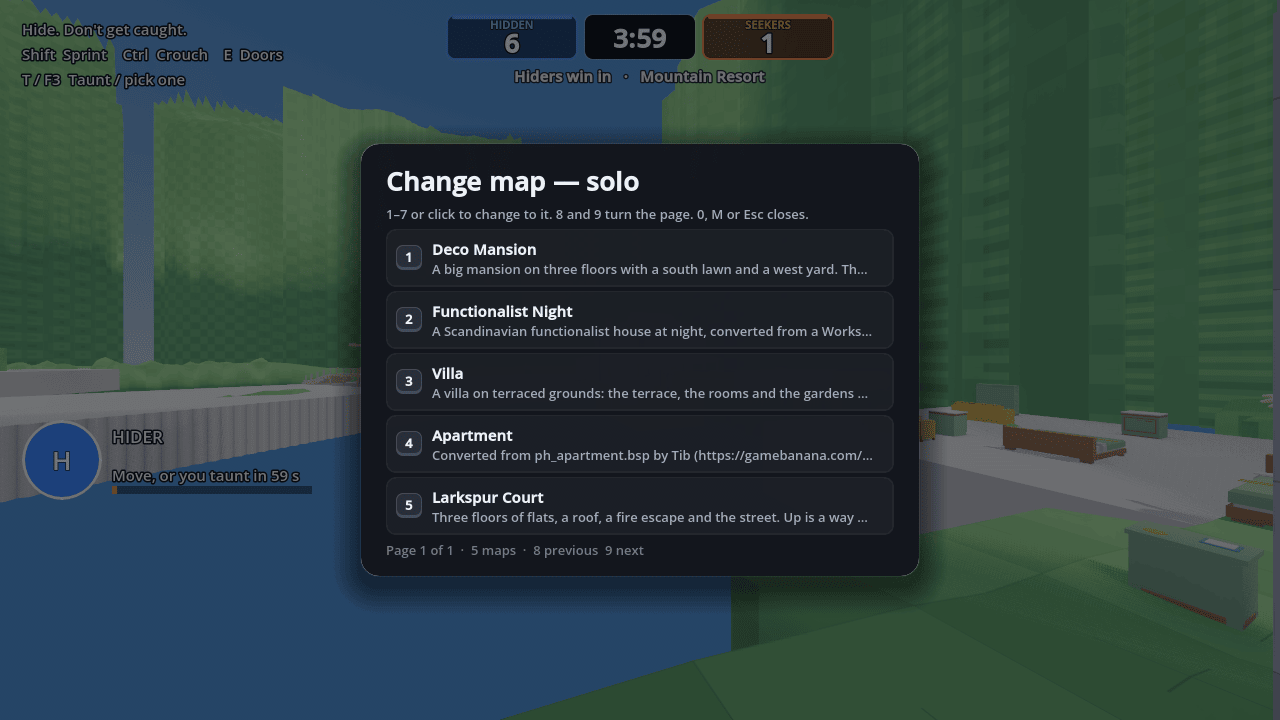 Hide. Don't get caught.
Shift Sprint Ctrl Crouch E Doors
T / F3 Taunt / pick one
HIDDEN
6
3:59
SEEKERS
1
Hiders win in · Mountain Resort
Change map — solo
1–7 or click to change to it. 8 and 9 turn the page. 0, M or Esc closes.
1
Deco Mansion
A big mansion on three floors with a south lawn and a west yard. Th...
2
Functionalist Night
A Scandinavian functionalist house at night, converted from a Works...
3
Villa
A villa on terraced grounds: the terrace, the rooms and the gardens ...
4
Apartment
Converted from ph_apartment.bsp by Tib (https://gamebanana.com/...
5
Larkspur Court
Three floors of flats, a roof, a fire escape and the street. Up is a way ...
Page 1 of 1 · 5 maps · 8 previous 9 next
H
HIDER
Move, or you taunt in 59 s